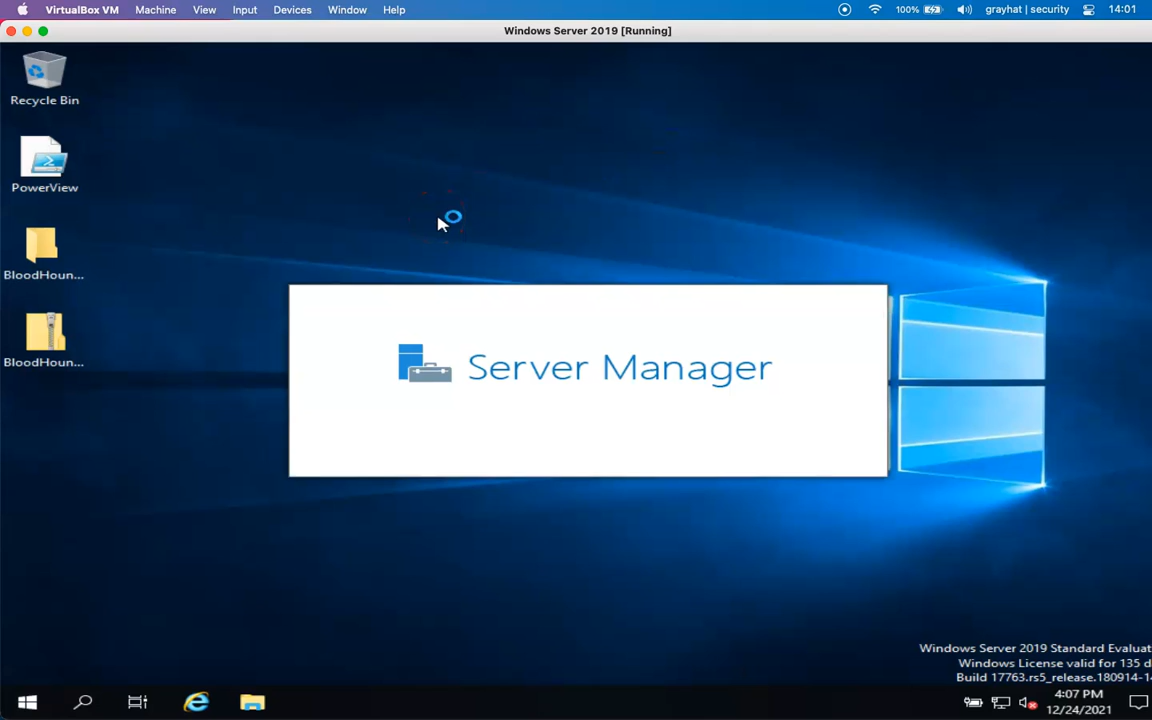 VirtualBox VM Machine View Input Devices Window Help 100% grayhat | security 14:01
Windows Server 2019 [Running]
Recycle Bin
PowerView
BloodHoun...
BloodHoun...
Server Manager
Windows Server 2019 Standard Evaluat
Windows License valid for 135 d
Build 17763.rs5_release.180914-1
4:07 PM
12/24/2021